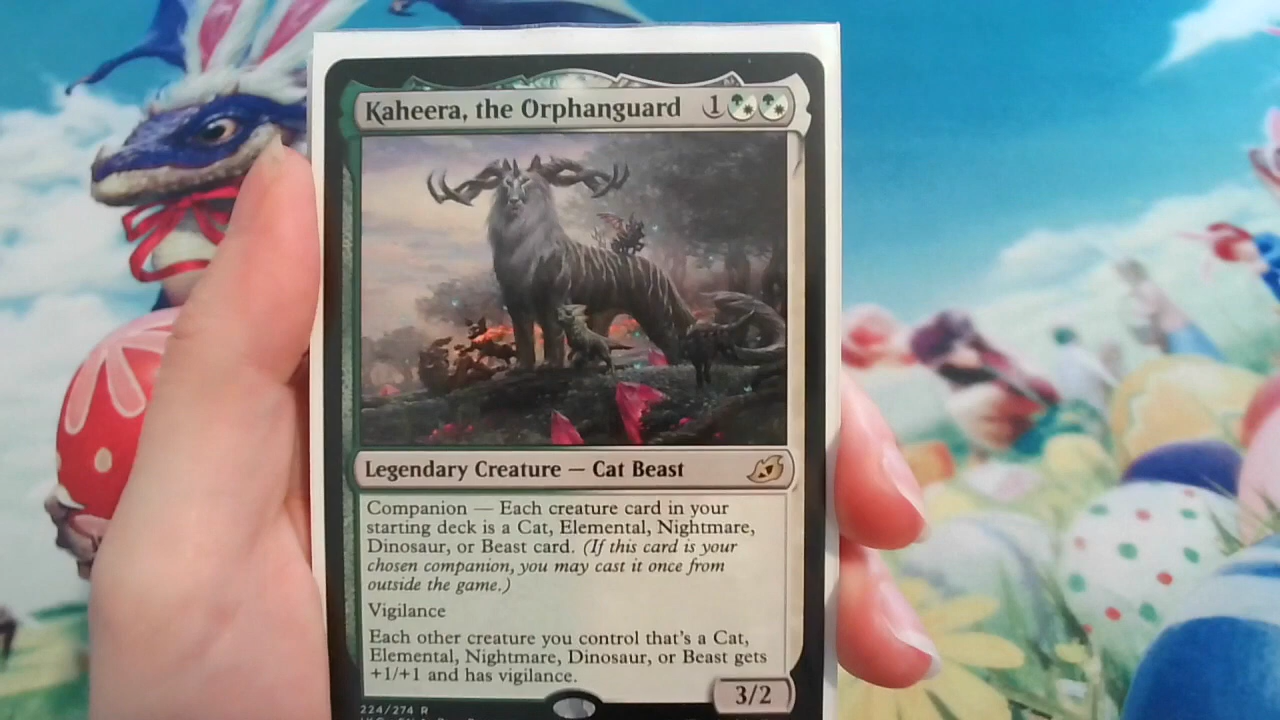 Kaheera, the Orphanguard 1
Legendary Creature — Cat Beast
Companion — Each creature card in your
starting deck is a Cat, Elemental, Nightmare,
Dinosaur, or Beast card. (If this card is your
chosen companion, you may cast it once from
outside the game.)
Vigilance
Each other creature you control that's a Cat,
Elemental, Nightmare, Dinosaur, or Beast gets
+1/+1 and has vigilance.
3/2
224/274 R